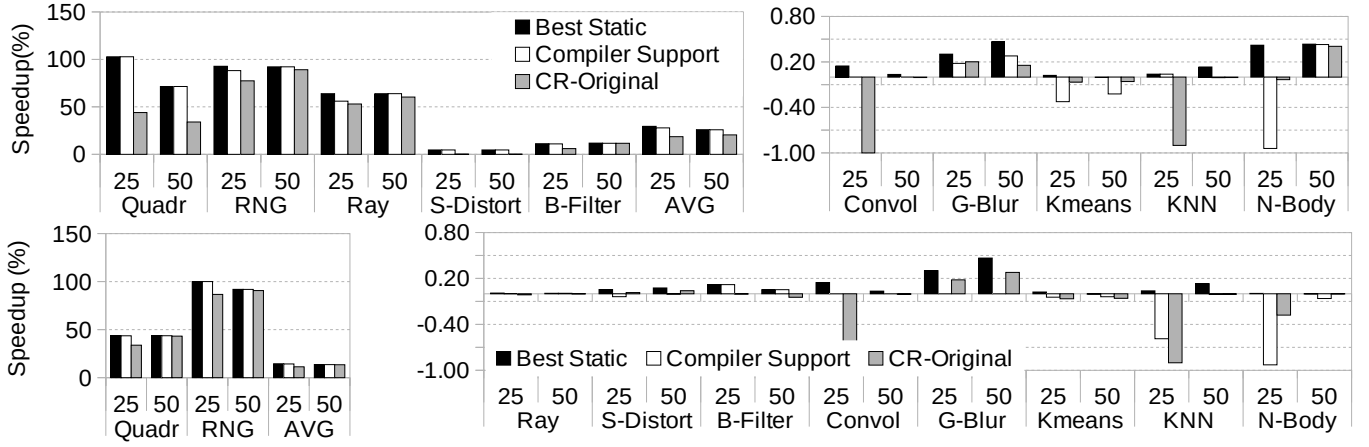 150
100
50
0
Speedup(%)
Best Static
Compiler Support
CR-Original
25 50 25 50 25 50 25 50 25 50 25 50
Quadr RNG Ray S-Distort B-Filter AVG
0.80
0.20
-0.40
-1.00
25 50 25 50 25 50 25 50 25 50
Convol G-Blur Kmeans KNN N-Body
150
100
50
0
Speedup (%)
25 50 25 50 25 50
Quadr RNG AVG
0.80
0.20
-0.40
-1.00
Best Static Compiler Support CR-Original
25 50 25 50 25 50 25 50 25 50 25 50 25 50 25 50
Ray S-Distort B-Filter Convol G-Blur Kmeans KNN N-Body